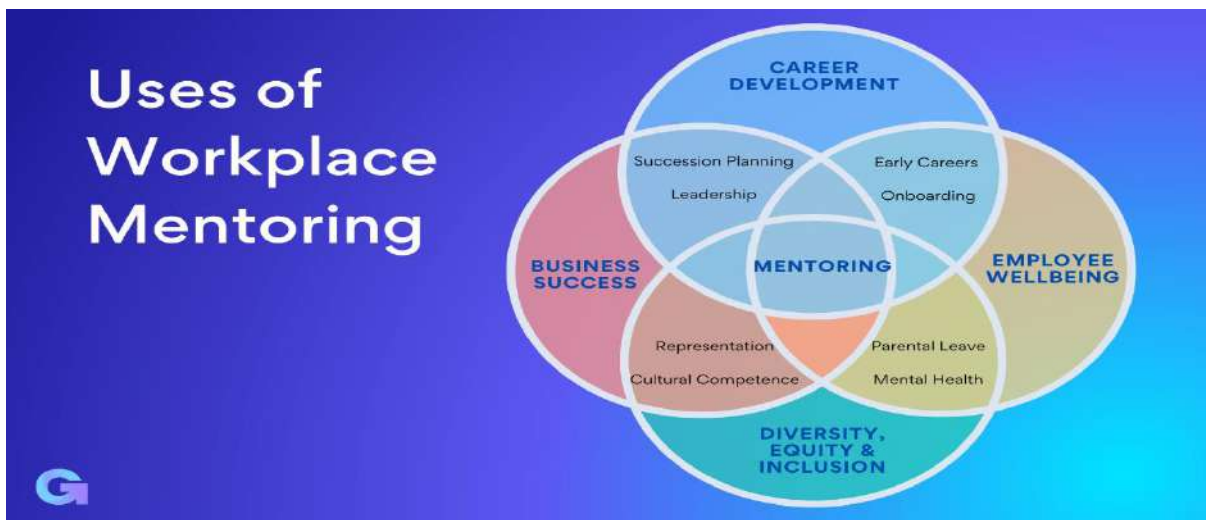 Uses of
Workplace
Mentoring
CAREER
DEVELOPMENT
Succession Planning
Leadership
Early Careers
Onboarding
BUSINESS
SUCCESS
MENTORING
EMPLOYEE
WELLBEING
Representation
Cultural Competence
Parental Leave
Mental Health
DIVERSITY,
EQUITY &
INCLUSION
G